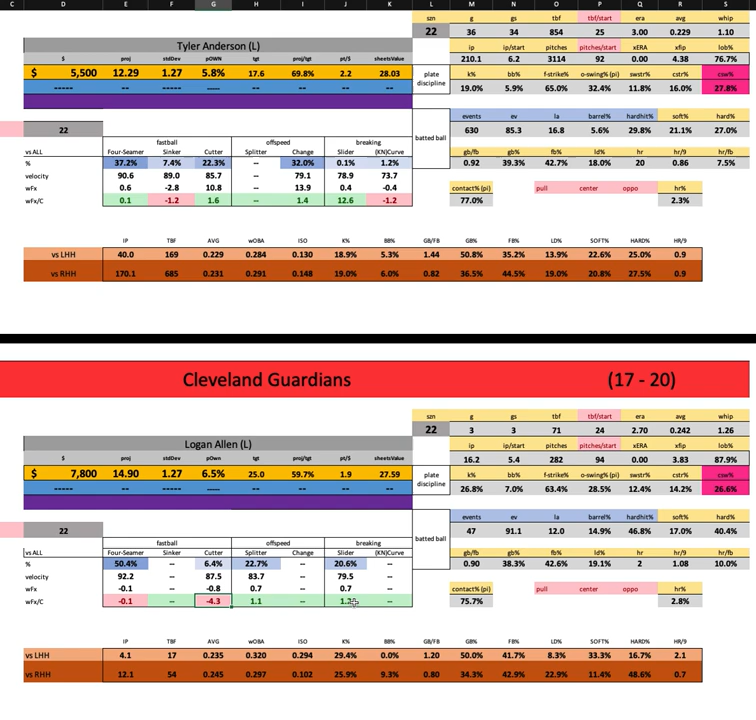 C D E F G H I J K L M N O P Q R S
szn g gs tbf tbf/start era avg whip
22 36 34 854 25 3.00 0.229 1.10
Tyler Anderson (L) ip ip/start pitches pitches/start xERA xfip lob%
210.1 6.2 3114 92 0.00 4.38 76.7%
$ proj stdDev pOWN tgt proj/tgt pt/$ sheetsValue
$ 5,500 12.29 1.27 5.8% 17.6 69.8% 2.2 28.03
plate discipline k% bb% f-strike% o-swing% (pi) swstr% cstr% csw%
----- -- -- ---- -- -- -- --
19.0% 5.9% 65.0% 32.4% 11.8% 16.0% 27.8%
events ev la barrel% hardhit% soft% hard%
22 630 85.3 16.8 5.6% 29.8% 21.1% 27.0%
fastball offspeed breaking batted ball
vs ALL Four-Seamer Sinker Cutter Splitter Change Slider (KN)Curve gb/fb gb% fb% ld% hr hr/9 hr/fb
% 37.2% 7.4% 22.3% -- 32.0% 0.1% 1.2% 0.92 39.3% 42.7% 18.0% 20 0.86 7.5%
velocity 90.6 89.0 85.7 -- 79.1 78.9 73.7
wFx 0.6 -2.8 10.8 -- 13.9 0.4 -0.4 contact% (pi) pull center oppo hr%
wFx/C 0.1 -1.2 1.6 -- 1.4 12.6 -1.2 77.0% 2.3%
IP TBF AVG wOBA ISO K% BB% GB/FB GB% FB% LD% SOFT% HARD% HR/9
vs LHH 40.0 169 0.229 0.284 0.130 18.9% 5.3% 1.44 50.8% 35.2% 13.9% 22.6% 25.0% 0.9
vs RHH 170.1 685 0.231 0.291 0.148 19.0% 6.0% 0.82 36.5% 44.5% 19.0% 20.8% 27.5% 0.9
Cleveland Guardians (17 - 20)
szn g gs tbf tbf/start era avg whip
22 3 3 71 24 2.70 0.242 1.26
Logan Allen (L) ip ip/start pitches pitches/start xERA xfip lob%
16.2 5.4 282 94 0.00 3.83 87.9%
$ proj stdDev pOwn tgt proj/tgt pt/$ sheetsValue
$ 7,800 14.90 1.27 6.5% 25.0 59.7% 1.9 27.59
plate discipline k% bb% f-strike% o-swing% (pi) swstr% cstr% csw%
----- -- -- ---- -- -- -- --
26.8% 7.0% 63.4% 28.5% 12.4% 14.2% 26.6%
events ev la barrel% hardhit% soft% hard%
22 47 91.1 12.0 14.9% 46.8% 17.0% 40.4%
fastball offspeed breaking batted ball
vs ALL Four-Seamer Sinker Cutter Splitter Change Slider (KN)Curve gb/fb gb% fb% ld% hr hr/9 hr/fb
% 50.4% -- 6.4% 22.7% -- 20.6% -- 0.90 38.3% 42.6% 19.1% 2 1.08 10.0%
velocity 92.2 -- 87.5 83.7 -- 79.5 --
wFx -0.1 -- -0.8 0.7 -- 0.7 -- contact% (pi) pull center oppo hr%
wFx/C -0.1 -- -4.3 1.1 -- -- 75.7% 2.8%
IP TBF AVG wOBA ISO K% BB% GB/FB GB% FB% LD% SOFT% HARD% HR/9
vs LHH 4.1 17 0.235 0.320 0.294 29.4% 0.0% 1.20 50.0% 41.7% 8.3% 33.3% 16.7% 2.1
vs RHH 12.1 54 0.245 0.297 0.102 25.9% 9.3% 0.80 34.3% 42.9% 22.9% 11.4% 48.6% 0.7